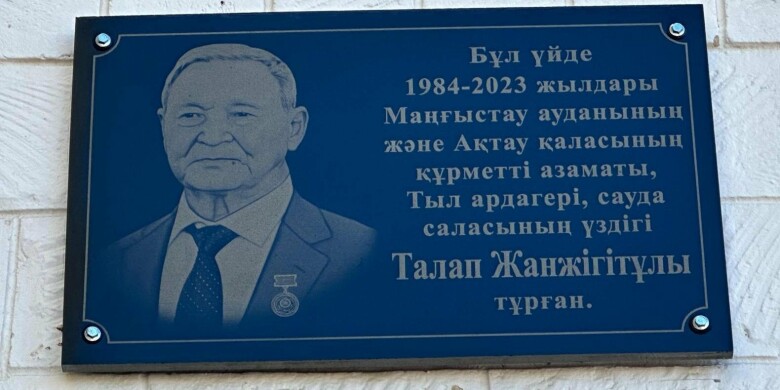 Бұл үйде
1984-2023 жылдары
Маңғыстау ауданының
және Ақтау қаласының
құрметті азаматы,
Тыл ардагері, сауда
саласының үздігі
Талап Жанжігітұлы
тұрған.